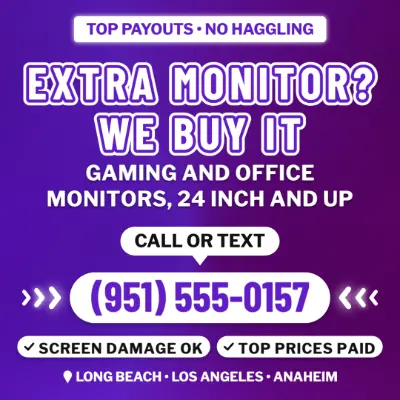 TOP PAYOUTS • NO HAGGLING
EXTRA MONITOR?
WE BUY IT
GAMING AND OFFICE
MONITORS, 24 INCH AND UP
CALL OR TEXT
(951) 555-0157
✓ SCREEN DAMAGE OK ✓ TOP PRICES PAID
LONG BEACH • LOS ANGELES • ANAHEIM